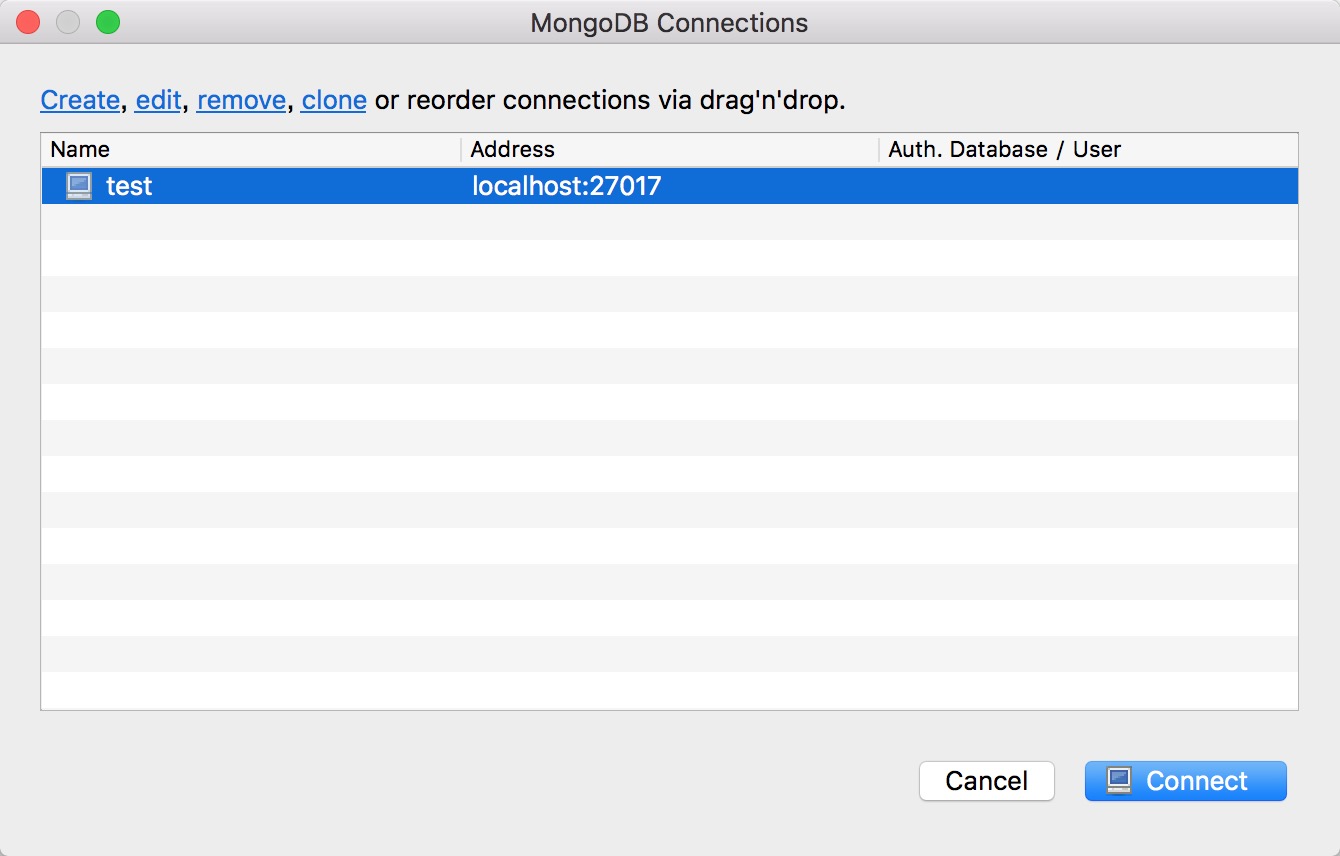 MongoDB Connections
Create, edit, remove, clone or reorder connections via drag'n'drop.
Name Address Auth. Database / User
test localhost:27017
Cancel Connect